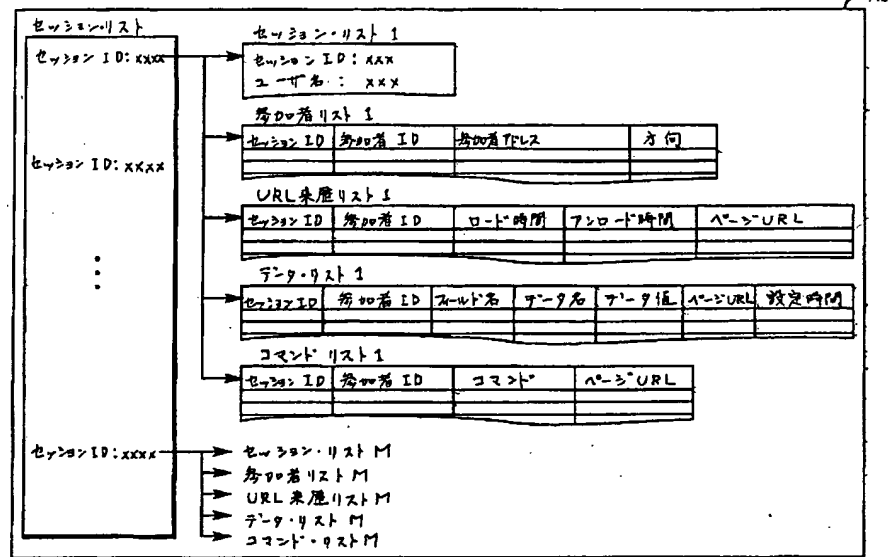 セッション・リスト
セッションID:xxxx
セッションID:xxxx
セッションID:xxxx
セッション・リスト1
セッションID:xxx
ユーザ名.: xxx
参加者リスト1
セッションID 参加者ID 参加者アドレス 方向
URL来歴リスト1
セッションID 参加者ID ロード時間 アンロード時間 ページURL
データ・リスト1
セッションID 参加者ID フィールド名 データ名 データ値 ページURL 設定時間
コマンドリスト1
セッションID 参加者ID コマンド ページURL
セッション・リストM
参加者リストM
URL来歴リストM
データ・リストM
コマンド・リストM